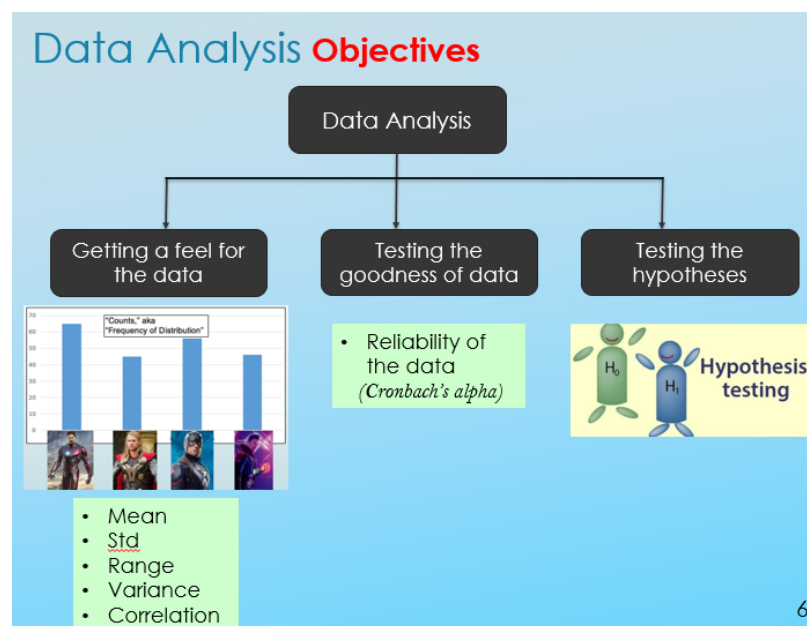 Data Analysis Objectives
Data Analysis
Getting a feel for
the data
Testing the
goodness of data
Testing the
hypotheses
"Counts," aka
"Frequency of Distribution"
70
60
50
40
30
20
10
0
• Mean
• Std
• Range
• Variance
• Correlation
• Reliability of
the data
(Cronbach's alpha)
H0
H1
Hypothesis
testing
6